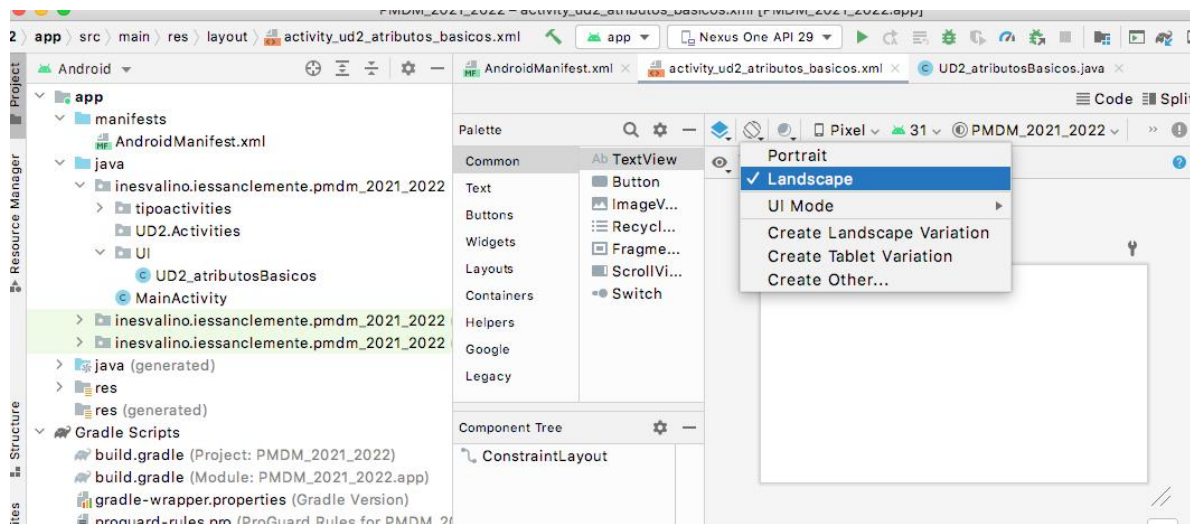 PMDM_2021_2022 – activity_ud2_atributos_basicos.xml [PMDM_2021_2022.app]
app src main res layout activity_ud2_atributos_basicos.xml app Nexus One API 29
Android
AndroidManifest.xml activity_ud2_atributos_basicos.xml UD2_atributosBasicos.java
Project
Resource Manager
Structure
app
manifests
AndroidManifest.xml
java
inesvalino.iessanclemente.pmdm_2021_2022
tipoactivities
UD2.Activities
UI
UD2_atributosBasicos
MainActivity
inesvalino.iessanclemente.pmdm_2021_2022
inesvalino.iessanclemente.pmdm_2021_2022
java (generated)
res
res (generated)
Gradle Scripts
build.gradle (Project: PMDM_2021_2022)
build.gradle (Module: PMDM_2021_2022.app)
gradle-wrapper.properties (Gradle Version)
proguard-rules.pro (ProGuard Rules for PMDM_20
Code Split
Palette
Common
Text
Buttons
Widgets
Layouts
Containers
Helpers
Google
Legacy
Ab TextView
Button
ImageV...
Recycl...
Fragme...
ScrollVi...
Switch
Component Tree
ConstraintLayout
Pixel 31 PMDM_2021_2022
Portrait
Landscape
UI Mode
Create Landscape Variation
Create Tablet Variation
Create Other...